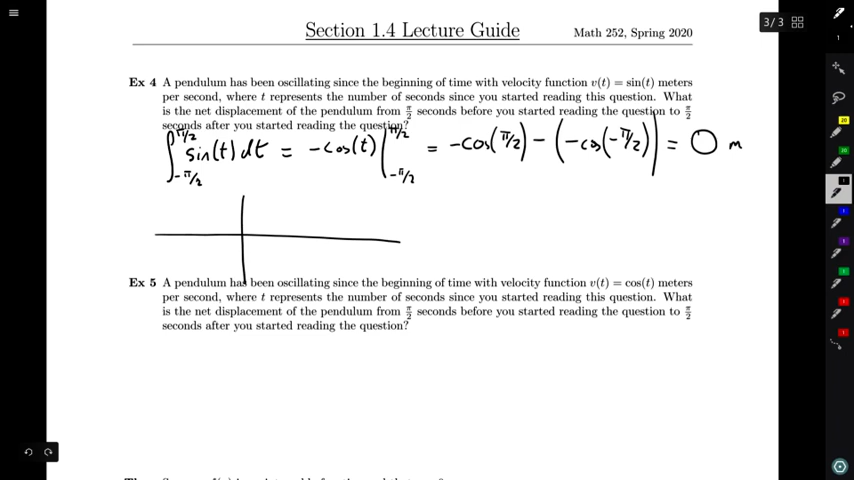 Section 1.4 Lecture Guide
Math 252, Spring 2020
3/3
Ex 4 A pendulum has been oscillating since the beginning of time with velocity function v(t) = sin(t) meters
per second, where t represents the number of seconds since you started reading this question. What
is the net displacement of the pendulum from π/2 seconds before you started reading the question to π/2
seconds after you started reading the question?
∫_{-π/2}^{π/2} sin(t) dt = -cos(t) |_{-π/2}^{π/2} = -cos(π/2) - (-cos(-π/2)) = 0 m
Ex 5 A pendulum has been oscillating since the beginning of time with velocity function v(t) = cos(t) meters
per second, where t represents the number of seconds since you started reading this question. What
is the net displacement of the pendulum from π/2 seconds before you started reading the question to π/2
seconds after you started reading the question?